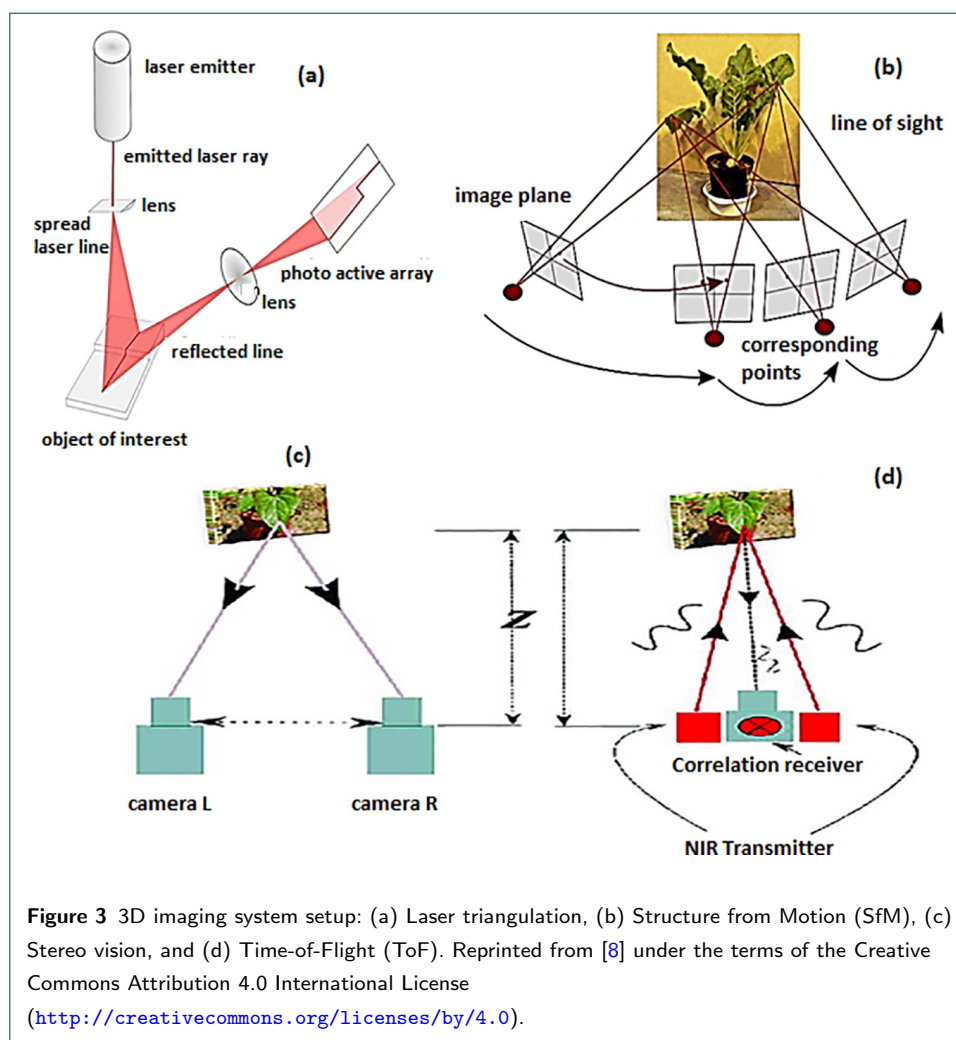 laser emitter
(a)
emitted laser ray
lens
spread
laser line
photo active array
lens
reflected line
object of interest
(b)
line of sight
image plane
corresponding
points
(c)
Z
camera L
camera R
(d)
Correlation receiver
NIR Transmitter
Figure 3 3D imaging system setup: (a) Laser triangulation, (b) Structure from Motion (SfM), (c)
Stereo vision, and (d) Time-of-Flight (ToF). Reprinted from [8] under the terms of the Creative
Commons Attribution 4.0 International License
(http://creativecommons.org/licenses/by/4.0).